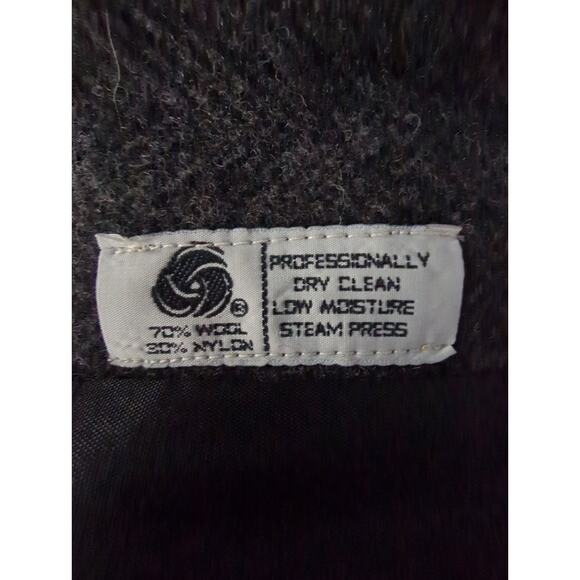 ®
70% WOOL
30% NYLON
PROFESSIONALLY
DRY CLEAN
LOW MOISTURE
STEAM PRESS